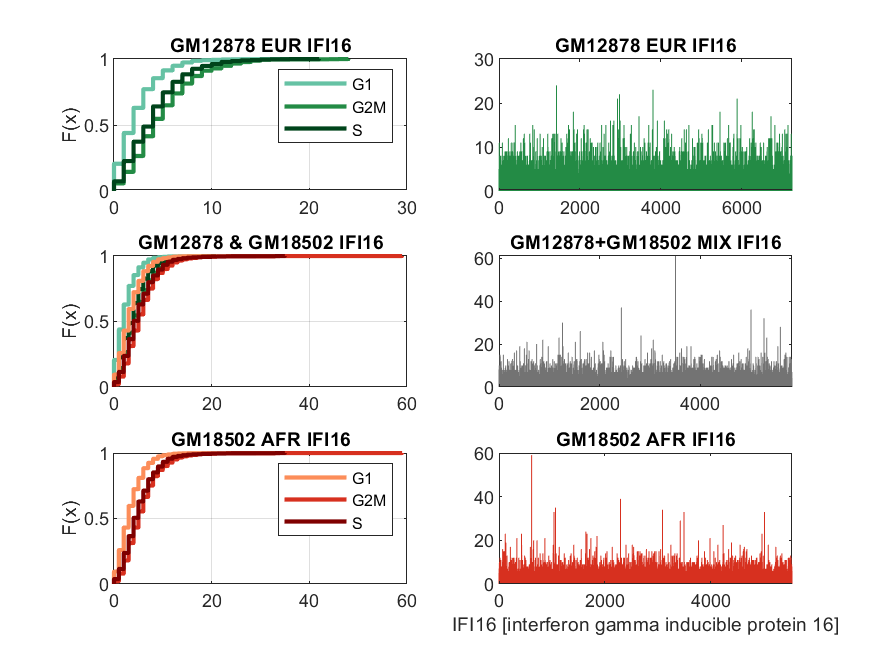 GM12878 EUR IFI16
F(x)
1
0.5
0
0 10 20 30
G1
G2M
S
GM12878 EUR IFI16
30
20
10
0
0 2000 4000 6000
GM12878 & GM18502 IFI16
F(x)
1
0.5
0
0 20 40 60
GM12878+GM18502 MIX IFI16
60
40
20
0
0 2000 4000
GM18502 AFR IFI16
F(x)
1
0.5
0
0 20 40 60
G1
G2M
S
GM18502 AFR IFI16
60
40
20
0
0 2000 4000
IFI16 [interferon gamma inducible protein 16]